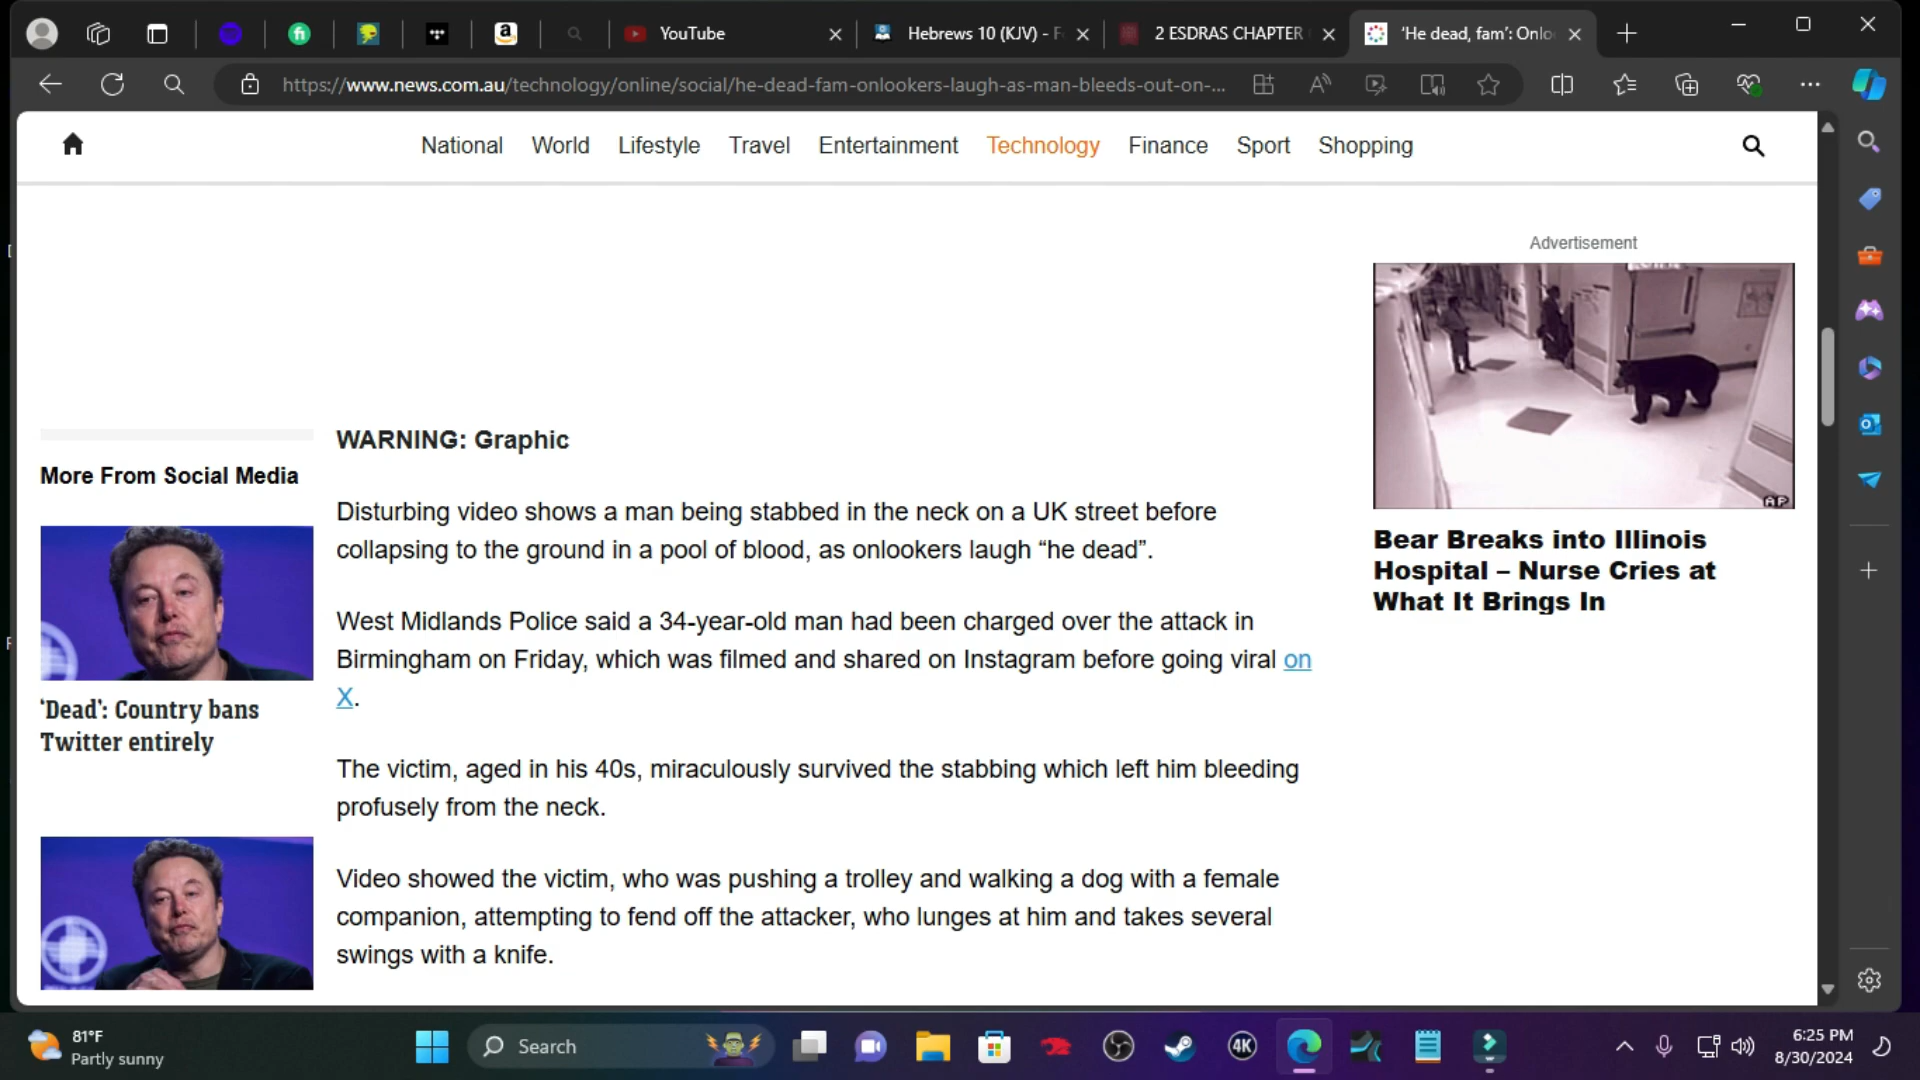 YouTube
Hebrews 10 (KJV) - F
2 ESDRAS CHAPTER
'He dead, fam': Onlo
https://www.news.com.au/technology/online/social/he-dead-fam-onlookers-laugh-as-man-bleeds-out-on-...
National World Lifestyle Travel Entertainment Technology Finance Sport Shopping
Advertisement
AP
Bear Breaks into Illinois
Hospital – Nurse Cries at
What It Brings In
More From Social Media
‘Dead’: Country bans
Twitter entirely
WARNING: Graphic
Disturbing video shows a man being stabbed in the neck on a UK street before
collapsing to the ground in a pool of blood, as onlookers laugh “he dead”.
West Midlands Police said a 34-year-old man had been charged over the attack in
Birmingham on Friday, which was filmed and shared on Instagram before going viral on
X.
The victim, aged in his 40s, miraculously survived the stabbing which left him bleeding
profusely from the neck.
Video showed the victim, who was pushing a trolley and walking a dog with a female
companion, attempting to fend off the attacker, who lunges at him and takes several
swings with a knife.
81°F
Partly sunny
Search
4K
6:25 PM
8/30/2024